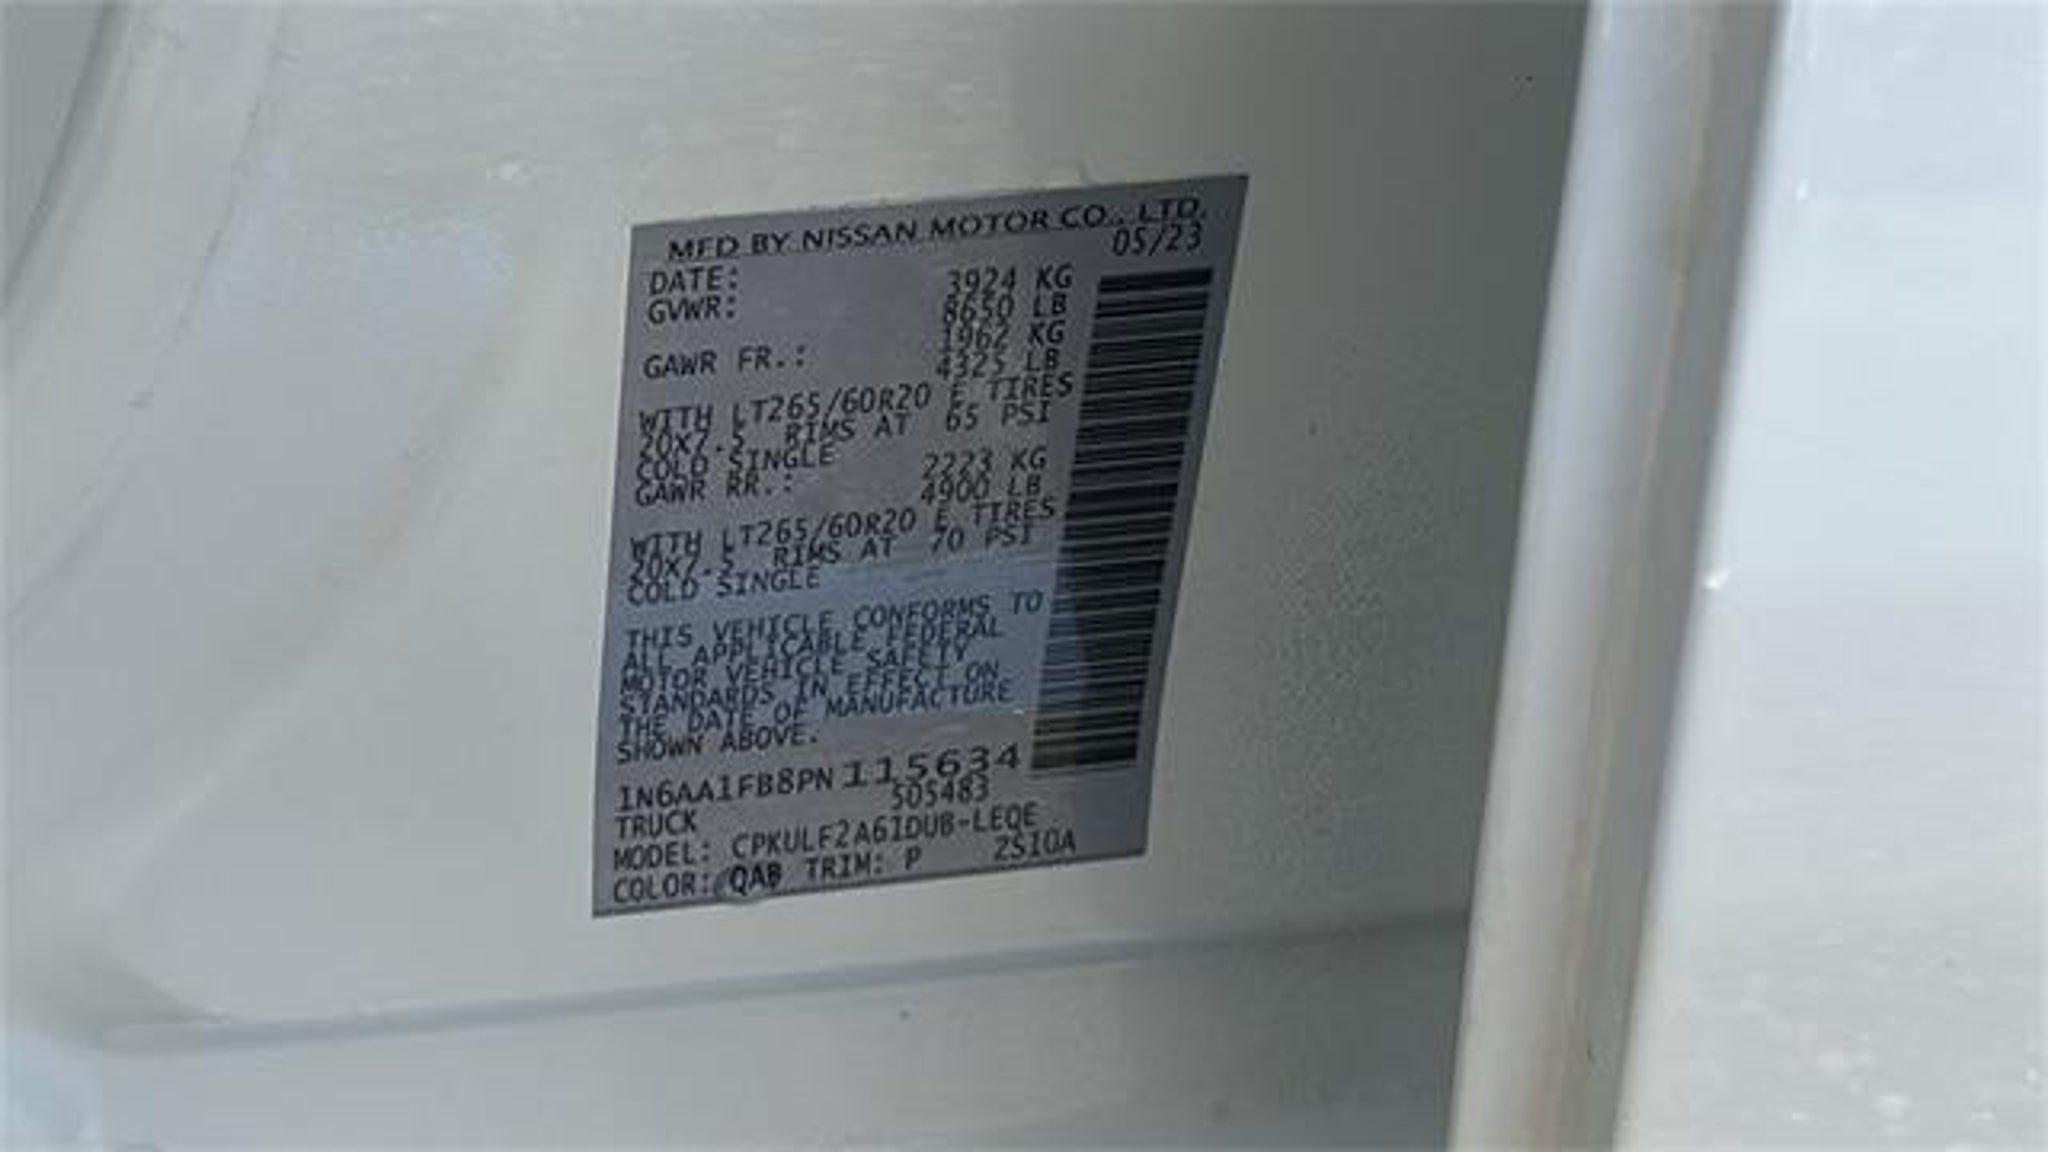 MFD BY NISSAN MOTOR CO., LTD.
DATE: 05/23
GVWR: 3924 KG
8650 LB
GAWR FR.: 1962 KG
4325 LB
WITH LT265/60R20 E TIRES
20X7.5 RIMS AT 65 PSI
COLD SINGLE
GAWR RR.: 2223 KG
4900 LB
WITH LT265/60R20 E TIRES
20X7.5 RIMS AT 70 PSI
COLD SINGLE
THIS VEHICLE CONFORMS TO
ALL APPLICABLE FEDERAL
MOTOR VEHICLE SAFETY
STANDARDS IN EFFECT ON
THE DATE OF MANUFACTURE
SHOWN ABOVE.
1N6AA1FB8PN115634
TRUCK 505483
MODEL: CPKULF2A61DUB-LEQE
COLOR: QAB TRIM: P ZS10A